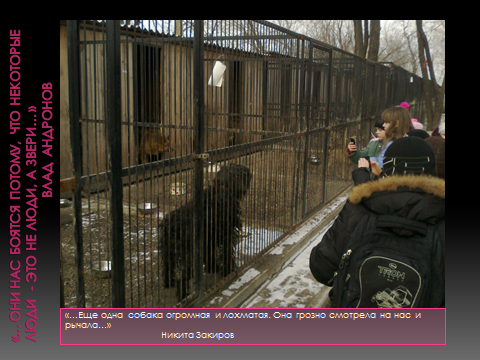 «...ОНИ НАС БОЯТСЯ ПОТОМУ, ЧТО НЕКОТОРЫЕ
ЛЮДИ - ЭТО НЕ ЛЮДИ, А ЗВЕРИ...»
ВЛАД АНДРОНОВ
«...Еще одна собака огромная и лохматая. Она грозно смотрела на нас и
рычала...»
Никита Закиров